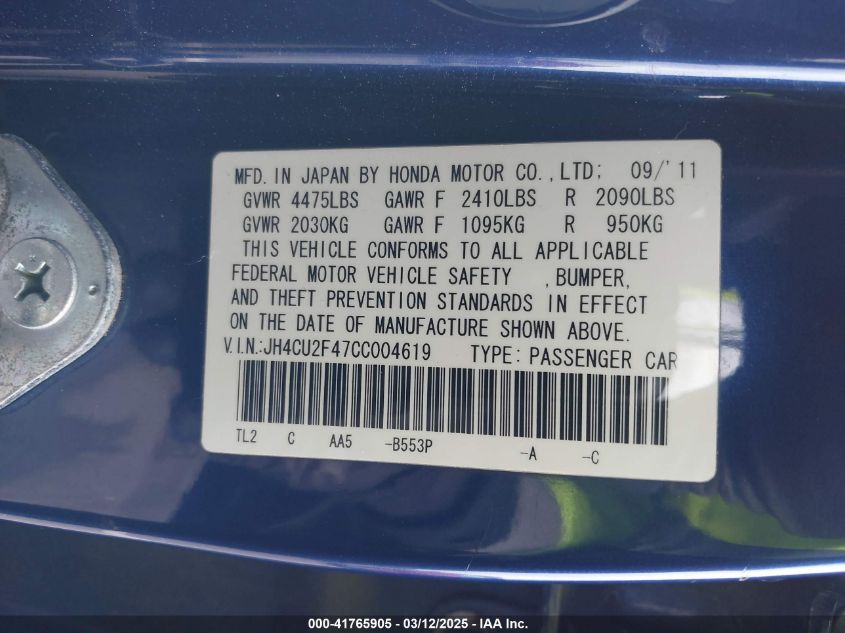 MFD. IN JAPAN BY HONDA MOTOR CO., LTD; 09/'11
GVWR 4475LBS GAWR F 2410LBS R 2090LBS
GVWR 2030KG GAWR F 1095KG R 950KG
THIS VEHICLE CONFORMS TO ALL APPLICABLE
FEDERAL MOTOR VEHICLE SAFETY , BUMPER,
AND THEFT PREVENTION STANDARDS IN EFFECT
ON THE DATE OF MANUFACTURE SHOWN ABOVE.
V.I.N.:JH4CU2F47CC004619 TYPE: PASSENGER CAR
TL2 C AA5 -B553P -A -C
000-41765905 - 03/12/2025 - IAA Inc.